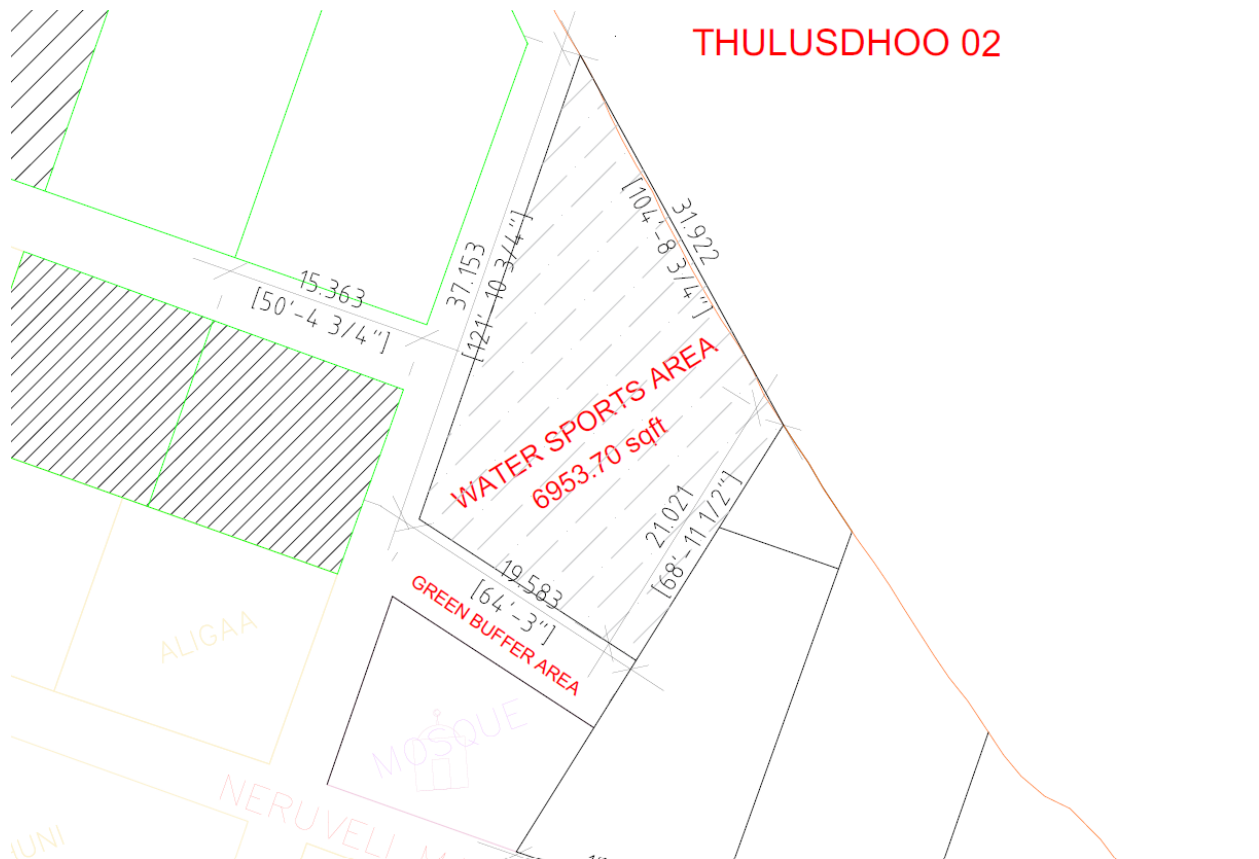 THULUSDHOO 02
31.922
[104'-8 3/4"]
37.153
[121'-10 3/4"]
15.363
[50'-4 3/4"]
WATER SPORTS AREA
6953.70 sqft
21.021
[68'-11 1/2"]
19.583
[64'-3"]
GREEN BUFFER AREA
ALIGAA
MOSQUE
NERUVELI